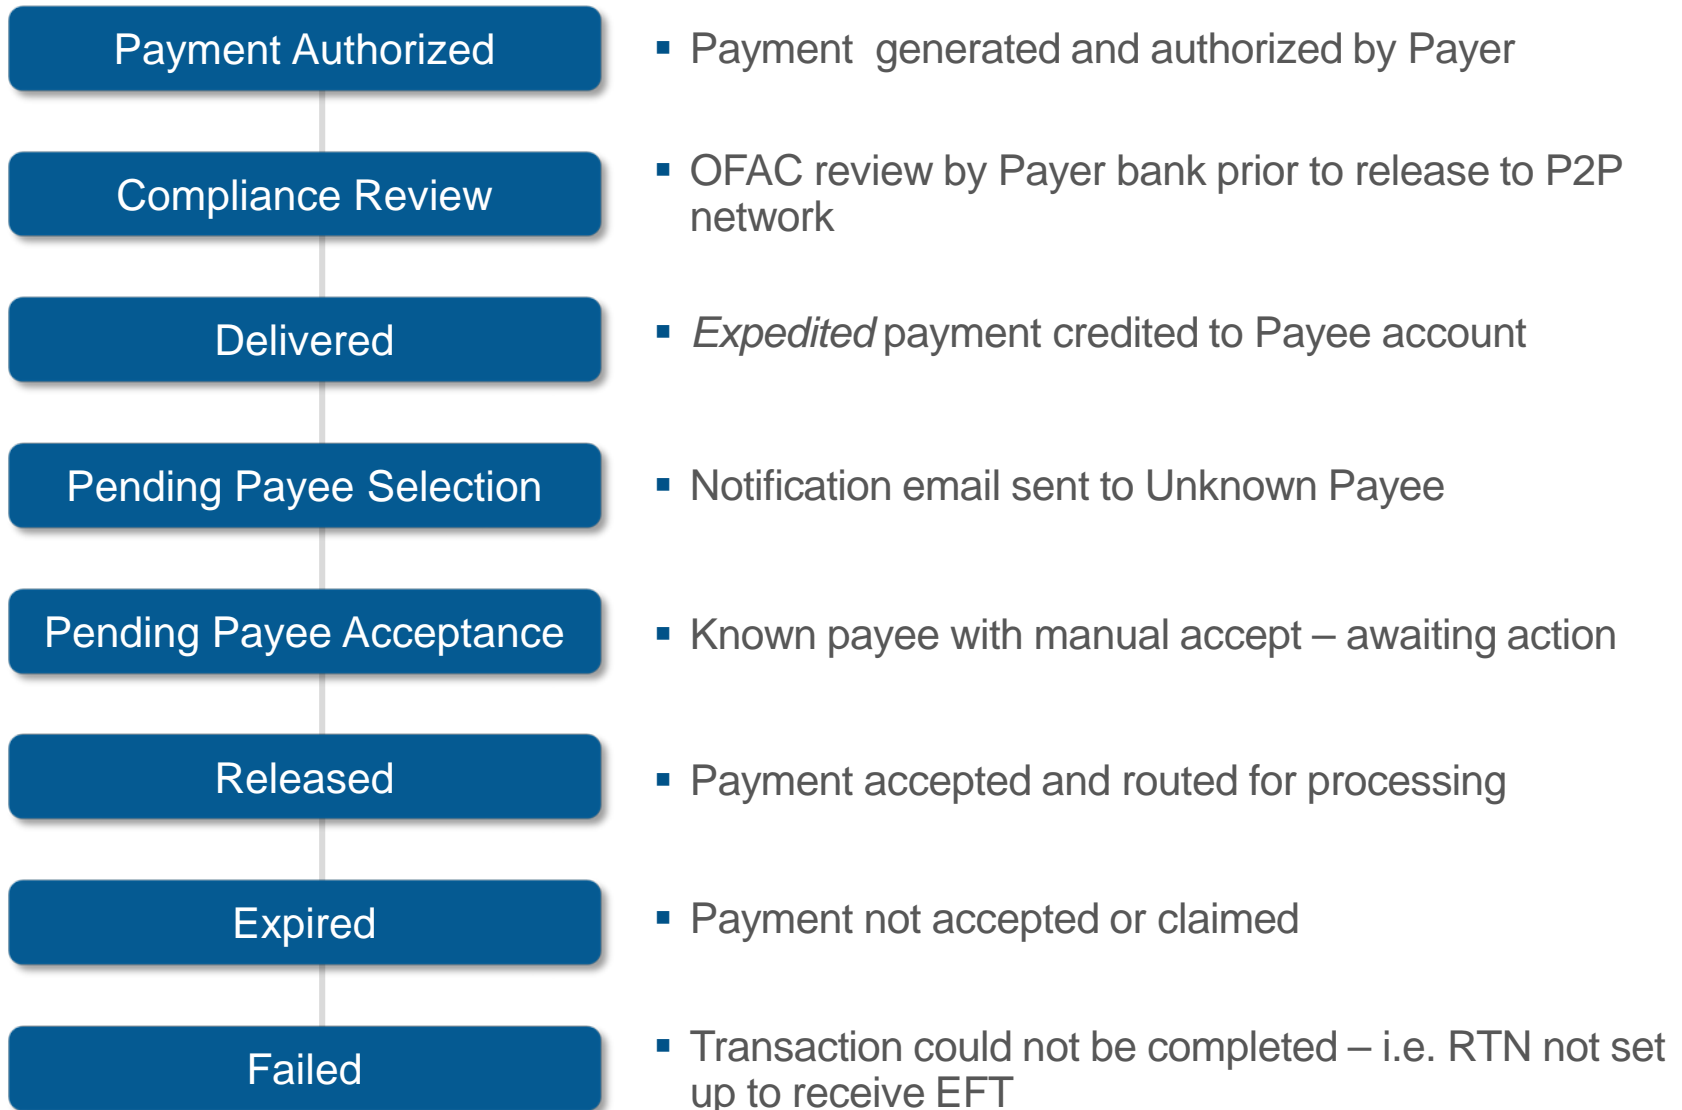 Payment Authorized
▪ Payment  generated and authorized by Payer
Compliance Review
▪ OFAC review by Payer bank prior to release to P2P
network
Delivered
▪ Expedited payment credited to Payee account
Pending Payee Selection
▪ Notification email sent to Unknown Payee
Pending Payee Acceptance
▪ Known payee with manual accept – awaiting action
Released
▪ Payment accepted and routed for processing
Expired
▪ Payment not accepted or claimed
Failed
▪ Transaction could not be completed – i.e. RTN not set
up to receive EFT